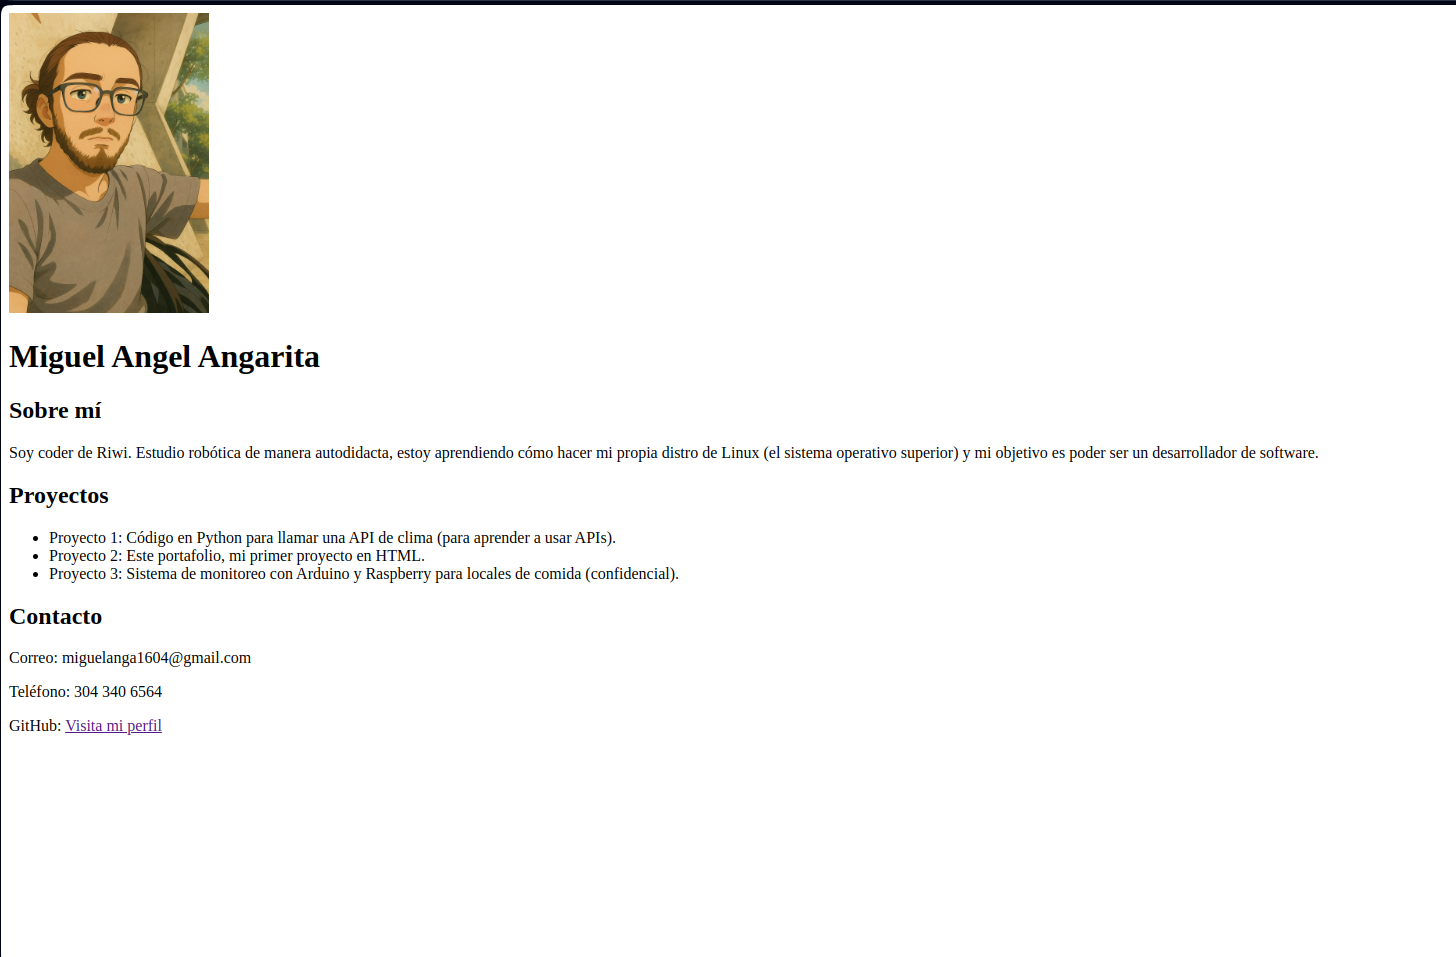 Miguel Angel Angarita
Sobre mí
Soy coder de Riwi. Estudio robótica de manera autodidacta, estoy aprendiendo cómo hacer mi propia distro de Linux (el sistema operativo superior) y mi objetivo es poder ser un desarrollador de software.
Proyectos
• Proyecto 1: Código en Python para llamar una API de clima (para aprender a usar APIs).
• Proyecto 2: Este portafolio, mi primer proyecto en HTML.
• Proyecto 3: Sistema de monitoreo con Arduino y Raspberry para locales de comida (confidencial).
Contacto
Correo: miguelanga1604@gmail.com
Teléfono: 304 340 6564
GitHub: Visita mi perfil